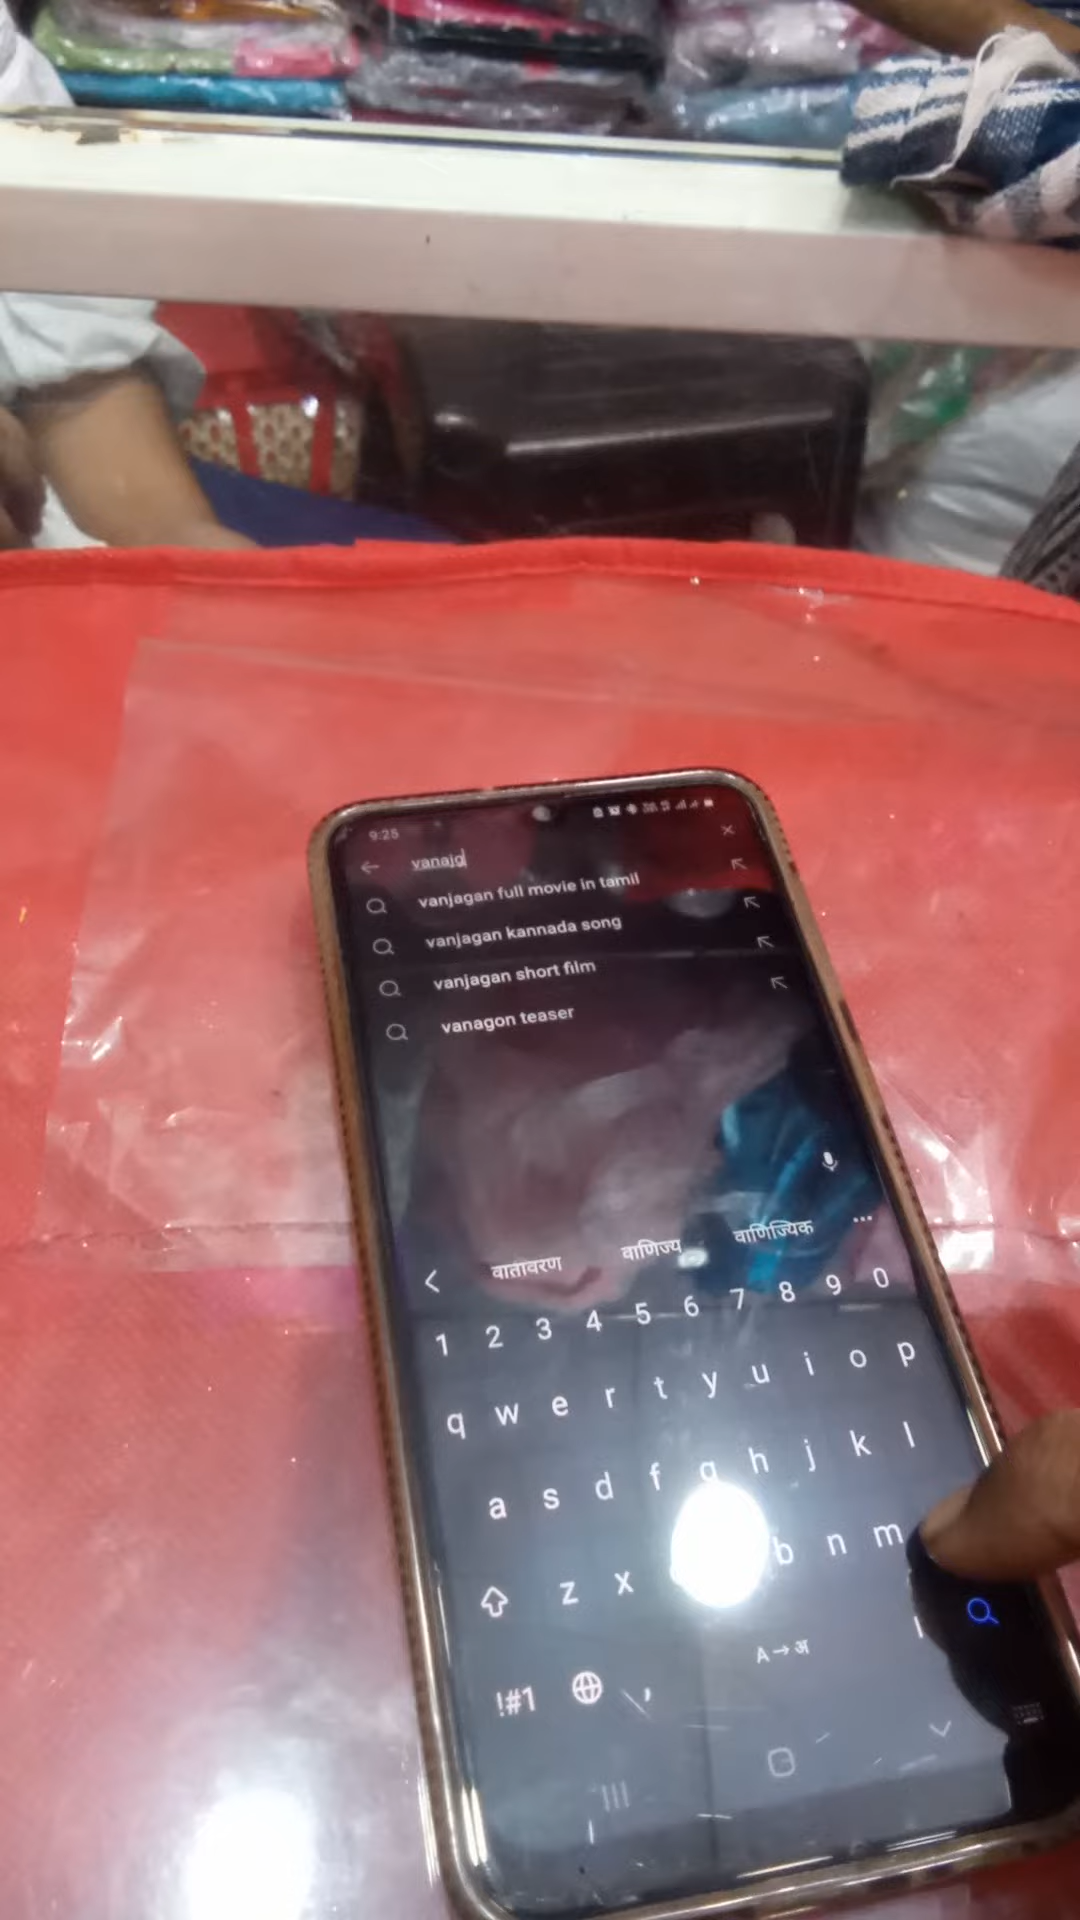 9:25
vanajg
vanjagan full movie in tamil
vanjagan kannada song
vanjagan short film
vanagon teaser
वातावरण वाणिज्य वाणिज्यिक ...
1 2 3 4 5 6 7 8 9 0
q w e r t y u i o p
a s d f g h j k l
z x b n m
!#1 , A→अ